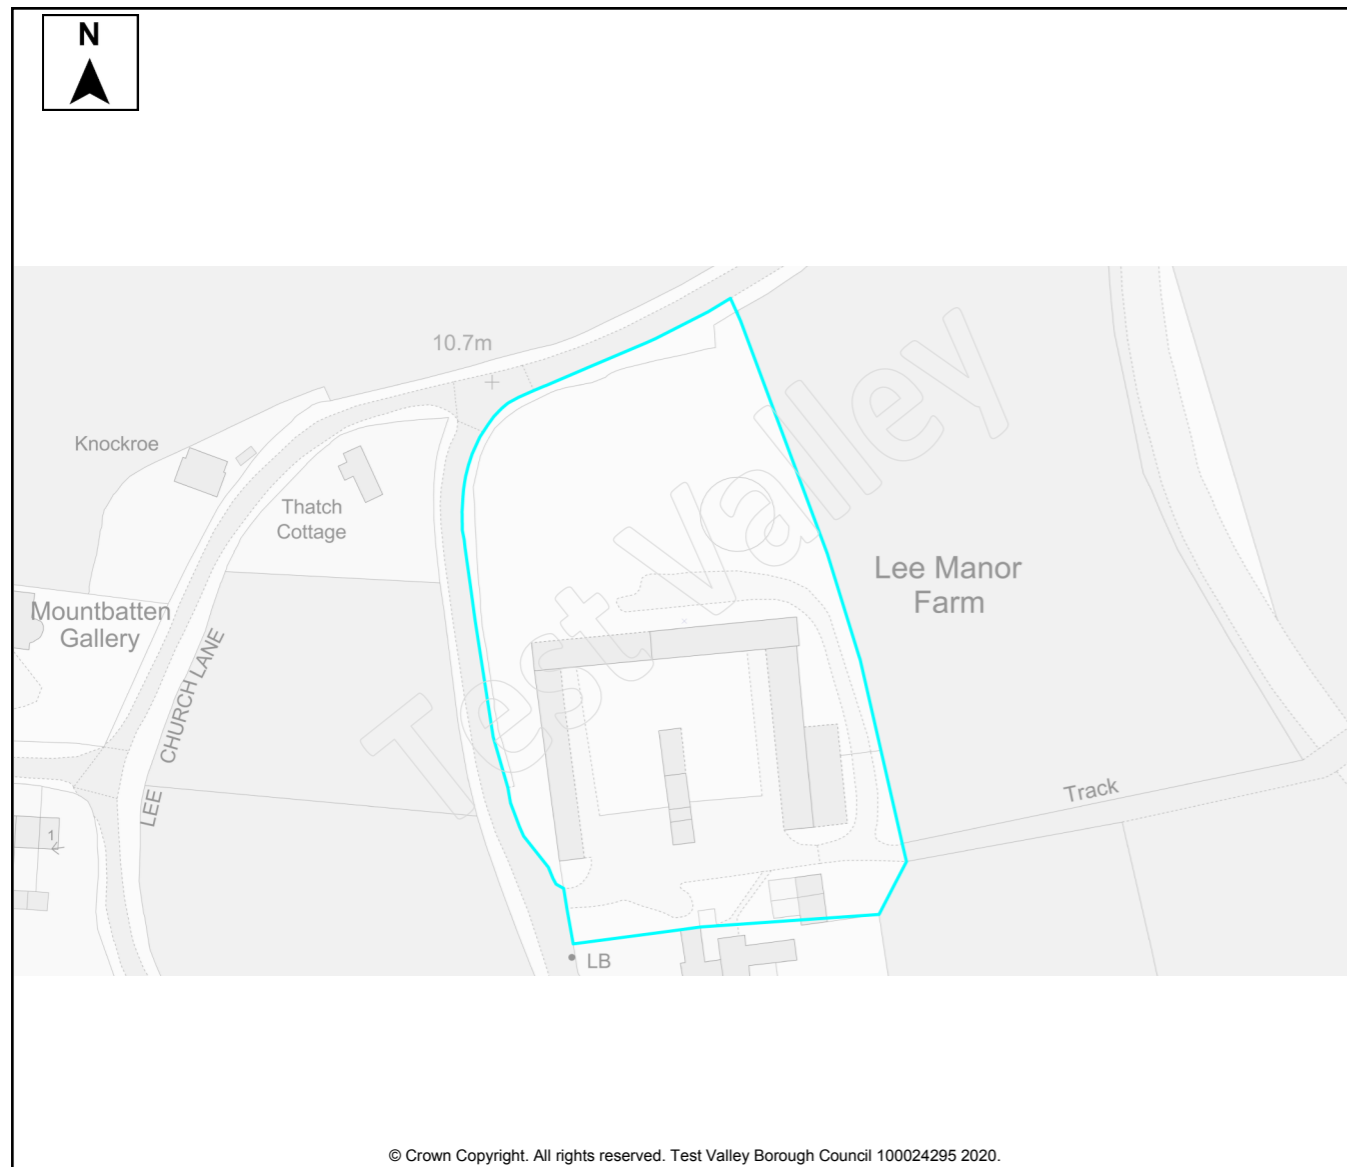 N
10.7m
Knockroe
Thatch
Cottage
Mountbatten
Gallery
LEE CHURCH LANE
1
Lee Manor
Farm
Track
LB
Test Valley
© Crown Copyright. All rights reserved. Test Valley Borough Council 100024295 2020.